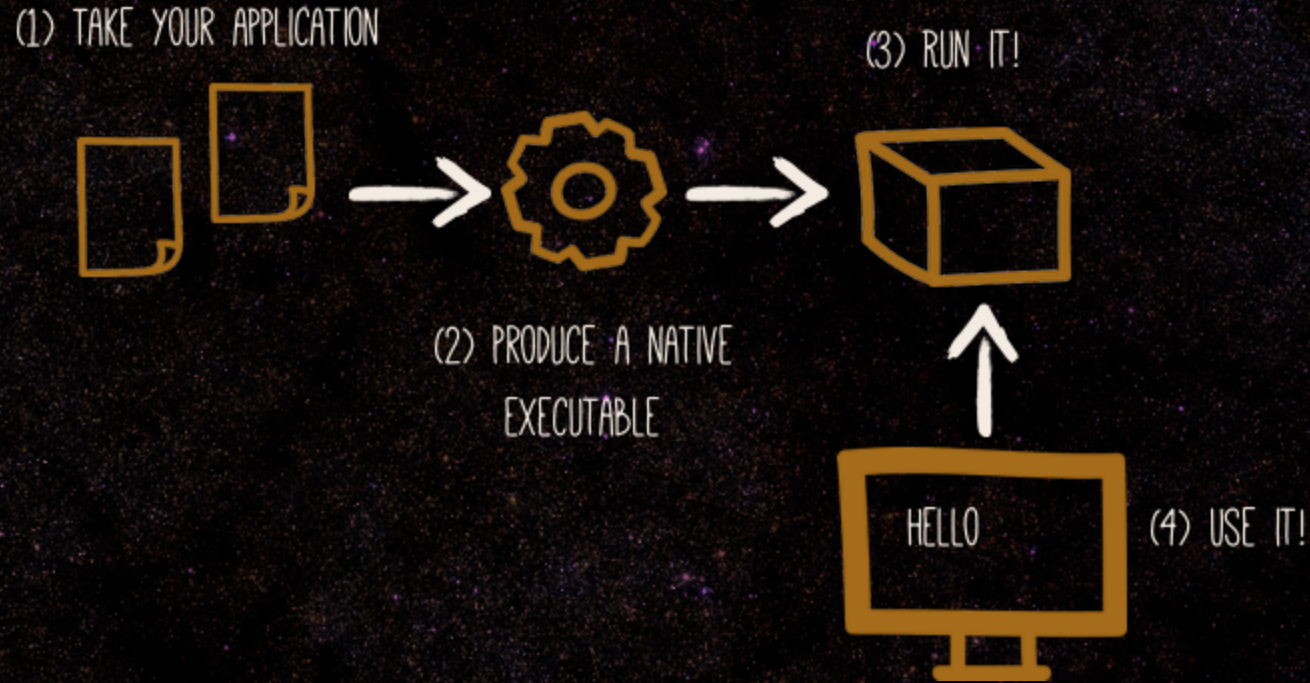 (1) TAKE YOUR APPLICATION
(2) PRODUCE A NATIVE
EXECUTABLE
(3) RUN IT!
HELLO
(4) USE IT!